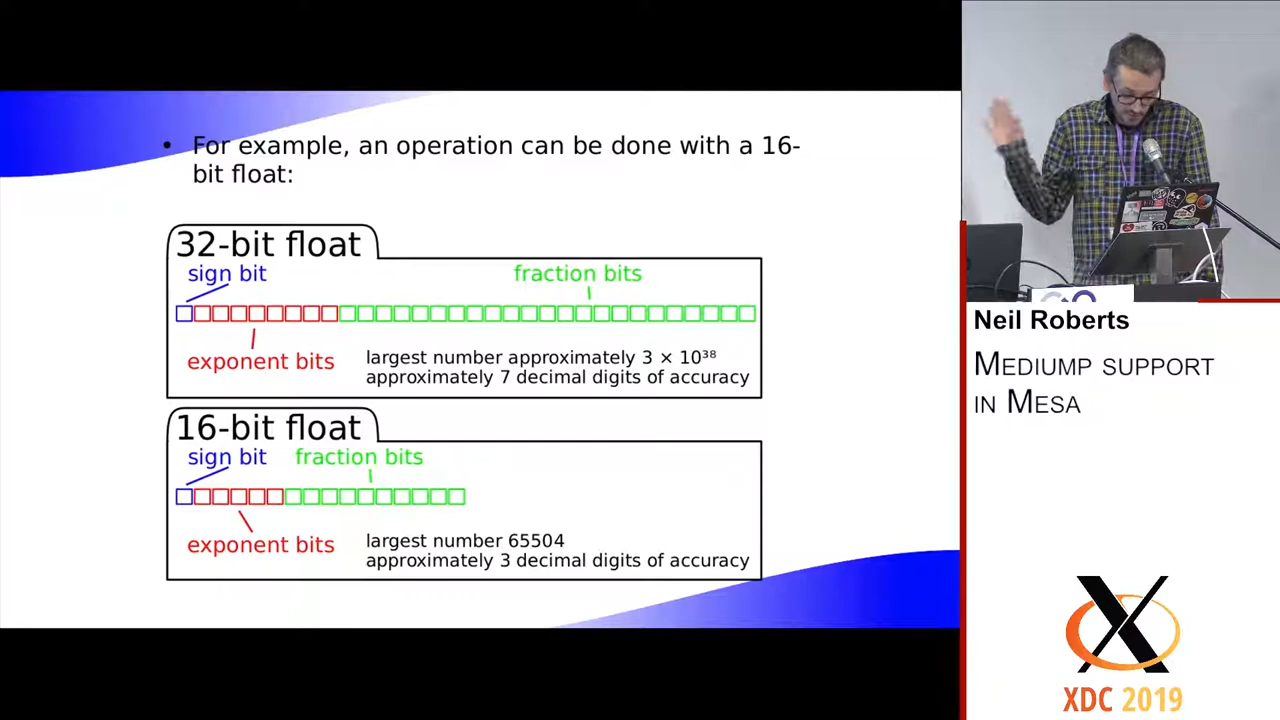 • For example, an operation can be done with a 16-
bit float:
32-bit float
sign bit
fraction bits
exponent bits
largest number approximately 3 × 10³⁸
approximately 7 decimal digits of accuracy
16-bit float
sign bit
fraction bits
exponent bits
largest number 65504
approximately 3 decimal digits of accuracy
Neil Roberts
Mediump support
in Mesa
X
XDC 2019